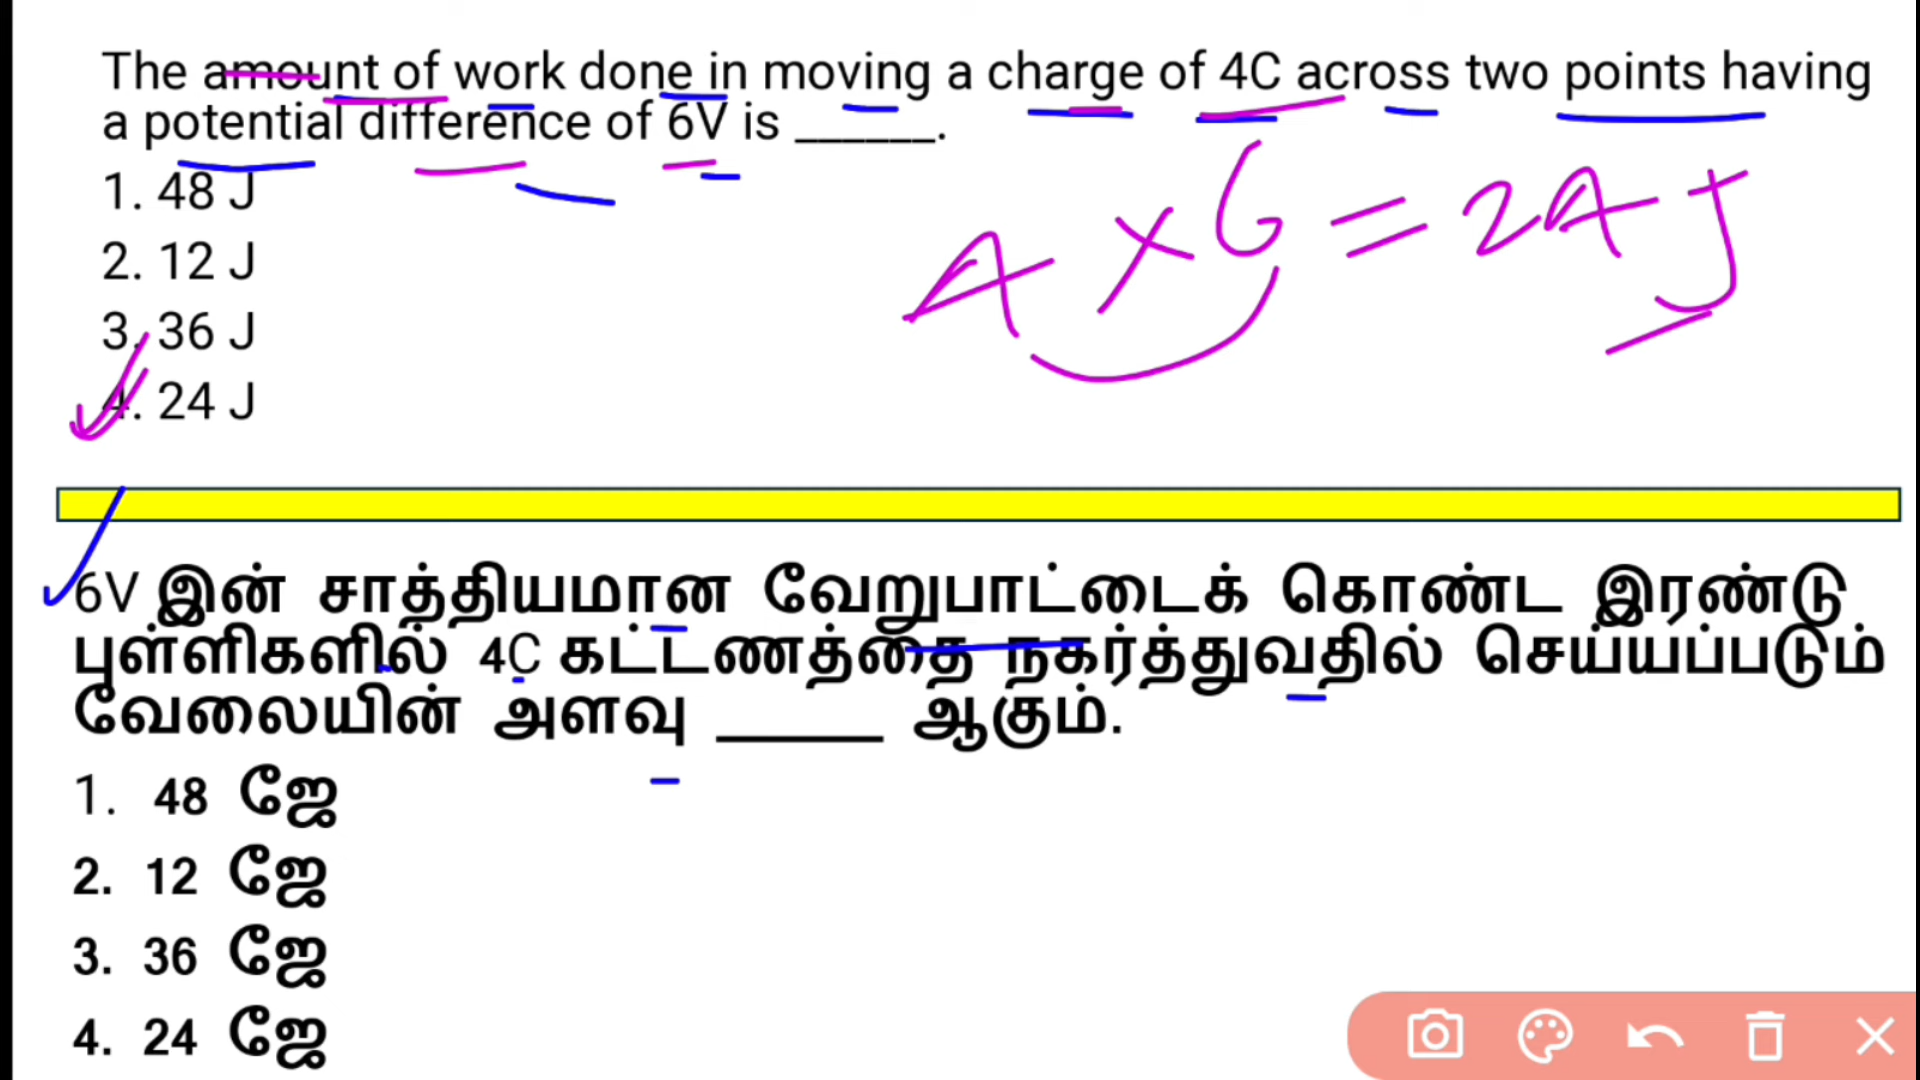 The amount of work done in moving a charge of 4C across two points having
a potential difference of 6V is ______.
1. 48 J
2. 12 J
3. 36 J
4. 24 J
4 × 6 = 24 J
6V இன் சாத்தியமான வேறுபாட்டைக் கொண்ட இரண்டு
புள்ளிகளில் 4C கட்டணத்தை நகர்த்துவதில் செய்யப்படும்
வேலையின் அளவு ______ ஆகும்.
1. 48 ஜே
2. 12 ஜே
3. 36 ஜே
4. 24 ஜே